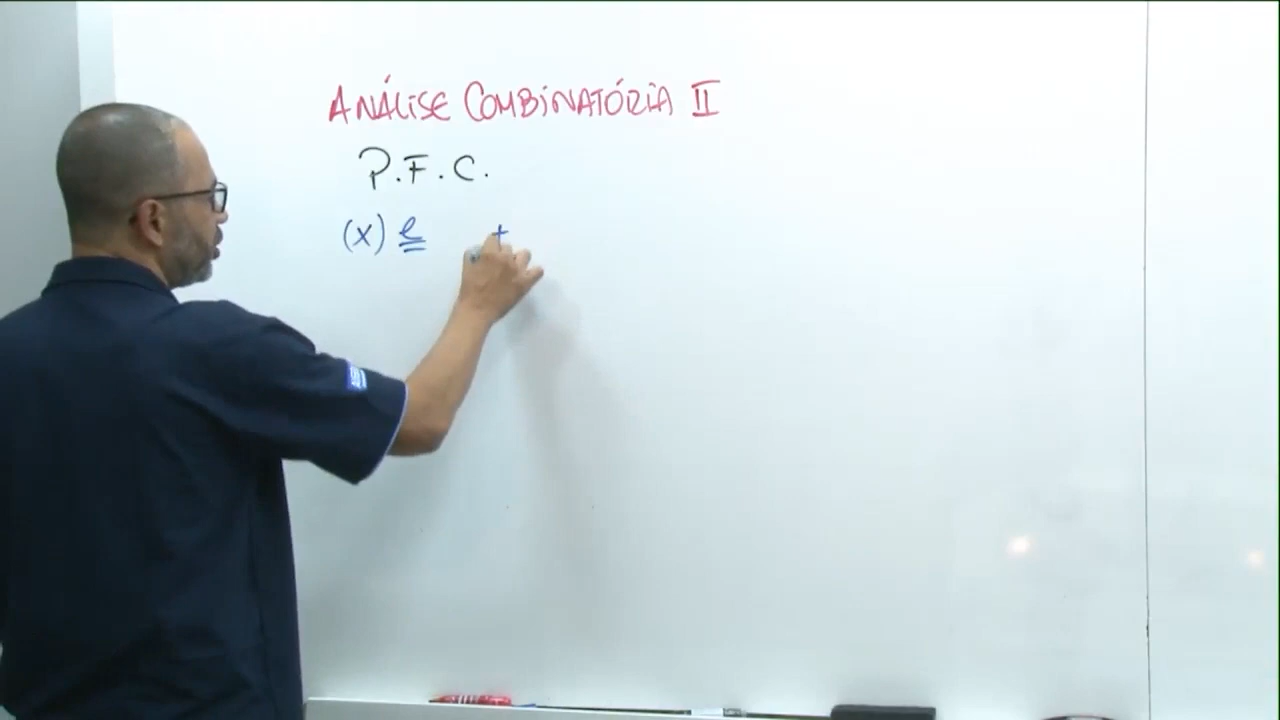 ANÁLISE COMBINATÓRIA II
P.F.C.
(x) e +